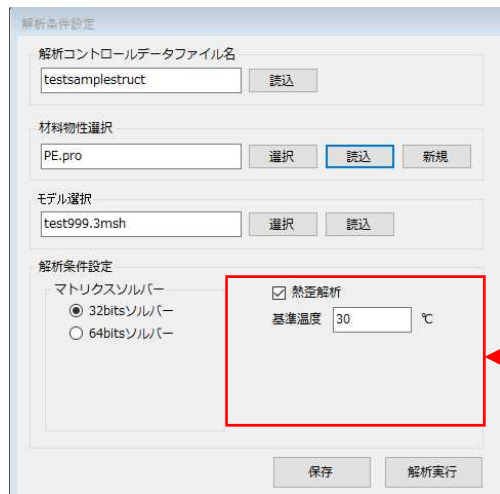 解析条件設定
解析コントロールデータファイル名
testsamplestruct 読込
材料物性選択
PE.pro 選択 読込 新規
モデル選択
test999.3msh 選択 読込
解析条件設定
マトリクスソルバー
32bitsソルバー
64bitsソルバー
熱歪解析
基準温度 30 ℃
保存 解析実行